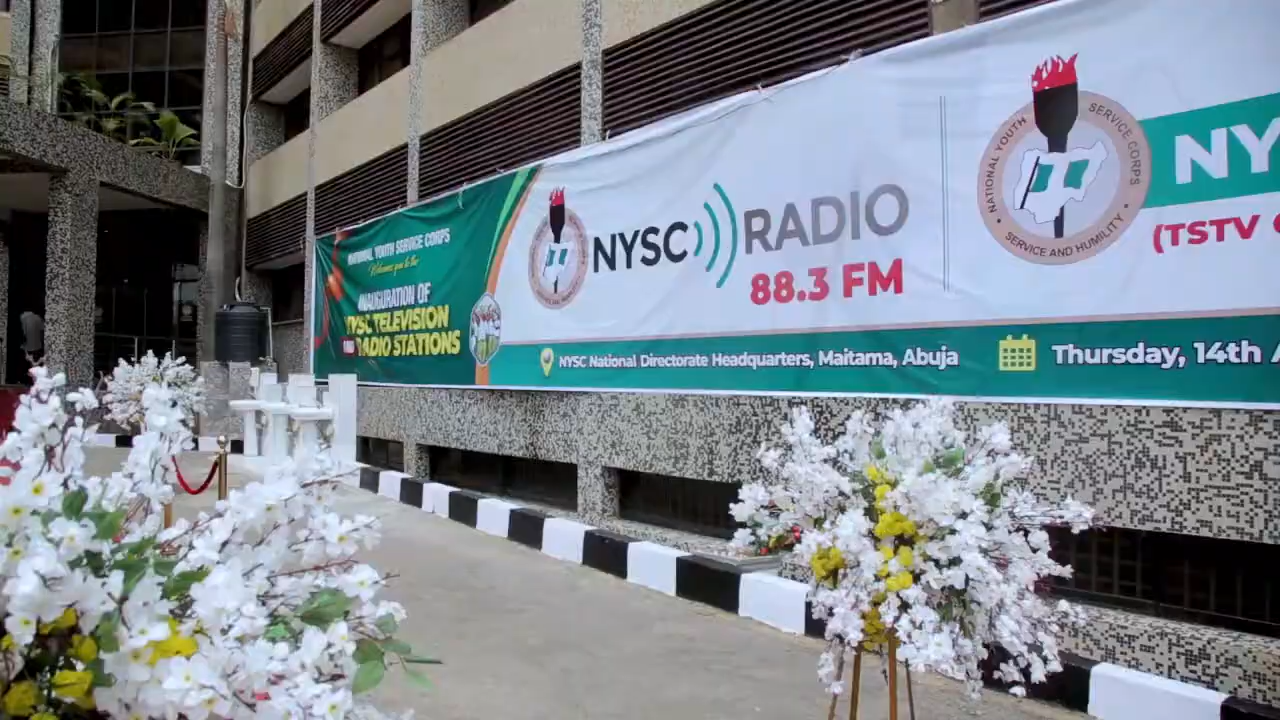 NATIONAL YOUTH SERVICE CORPS
Welcomes you to the
INAUGURATION OF
NYSC TELEVISION
AND RADIO STATIONS
NYSC RADIO
88.3 FM
NATIONAL YOUTH SERVICE CORPS
SERVICE AND HUMILITY
NY
(TSTV
NYSC National Directorate Headquarters, Maitama, Abuja
Thursday, 14th A